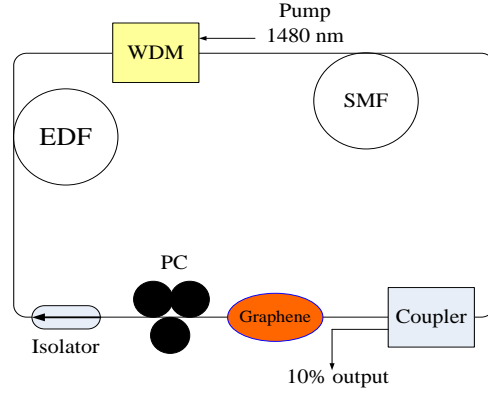 Pump
1480 nm
WDM
SMF
EDF
PC
Graphene
Coupler
Isolator
10% output